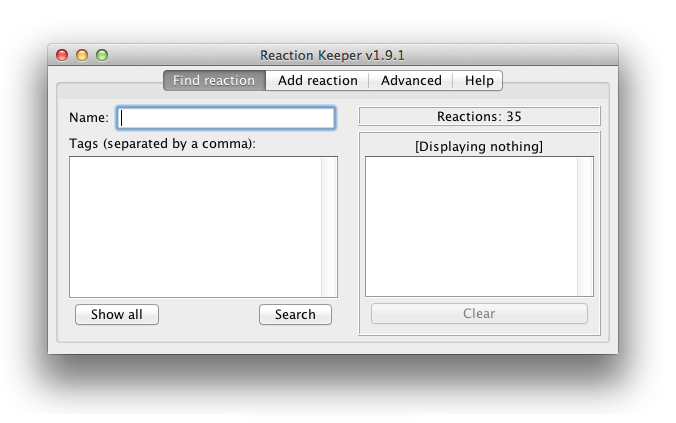 Reaction Keeper v1.9.1
Find reaction Add reaction Advanced Help
Name:
Reactions: 35
Tags (separated by a comma):
[Displaying nothing]
Show all Search
Clear